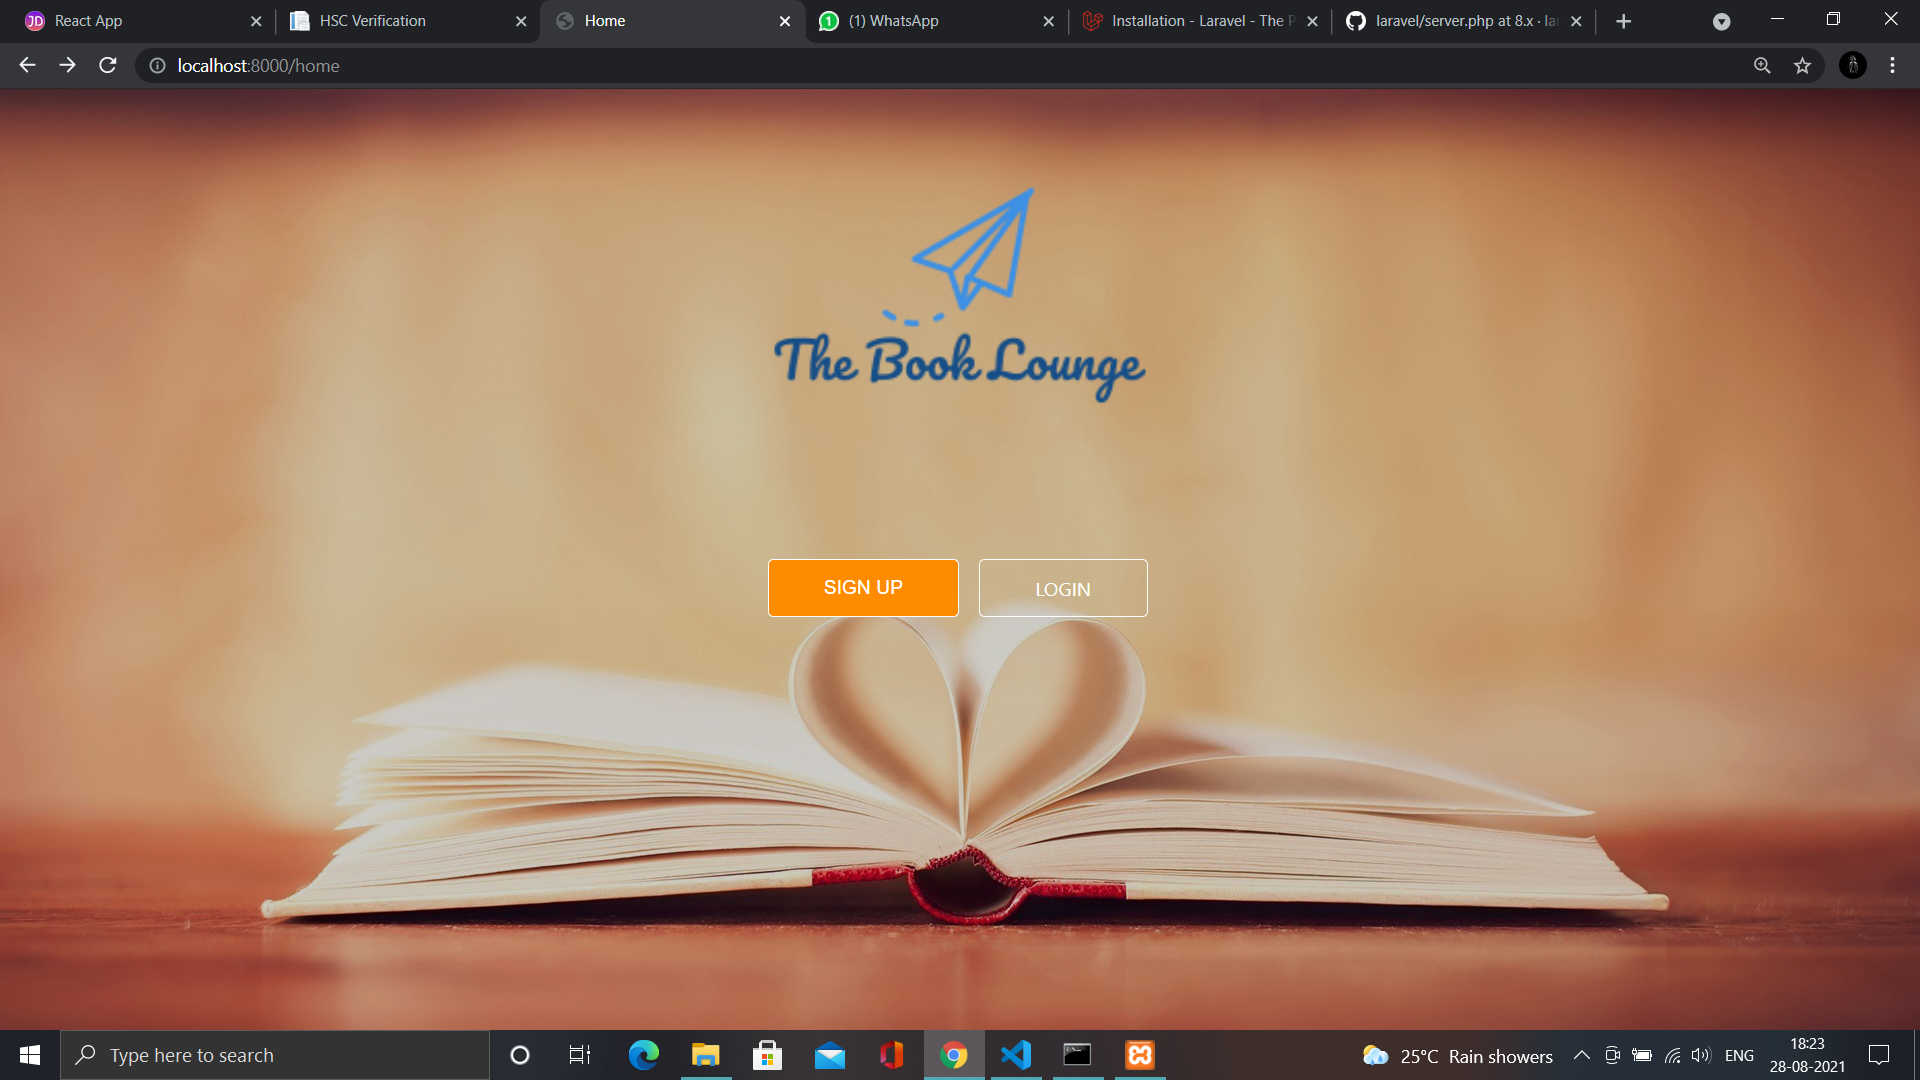 React App
HSC Verification
Home
(1) WhatsApp
Installation - Laravel - The P
laravel/server.php at 8.x · la
localhost:8000/home
The Book Lounge
SIGN UP
LOGIN
Type here to search
25°C Rain showers
ENG
18:23
28-08-2021